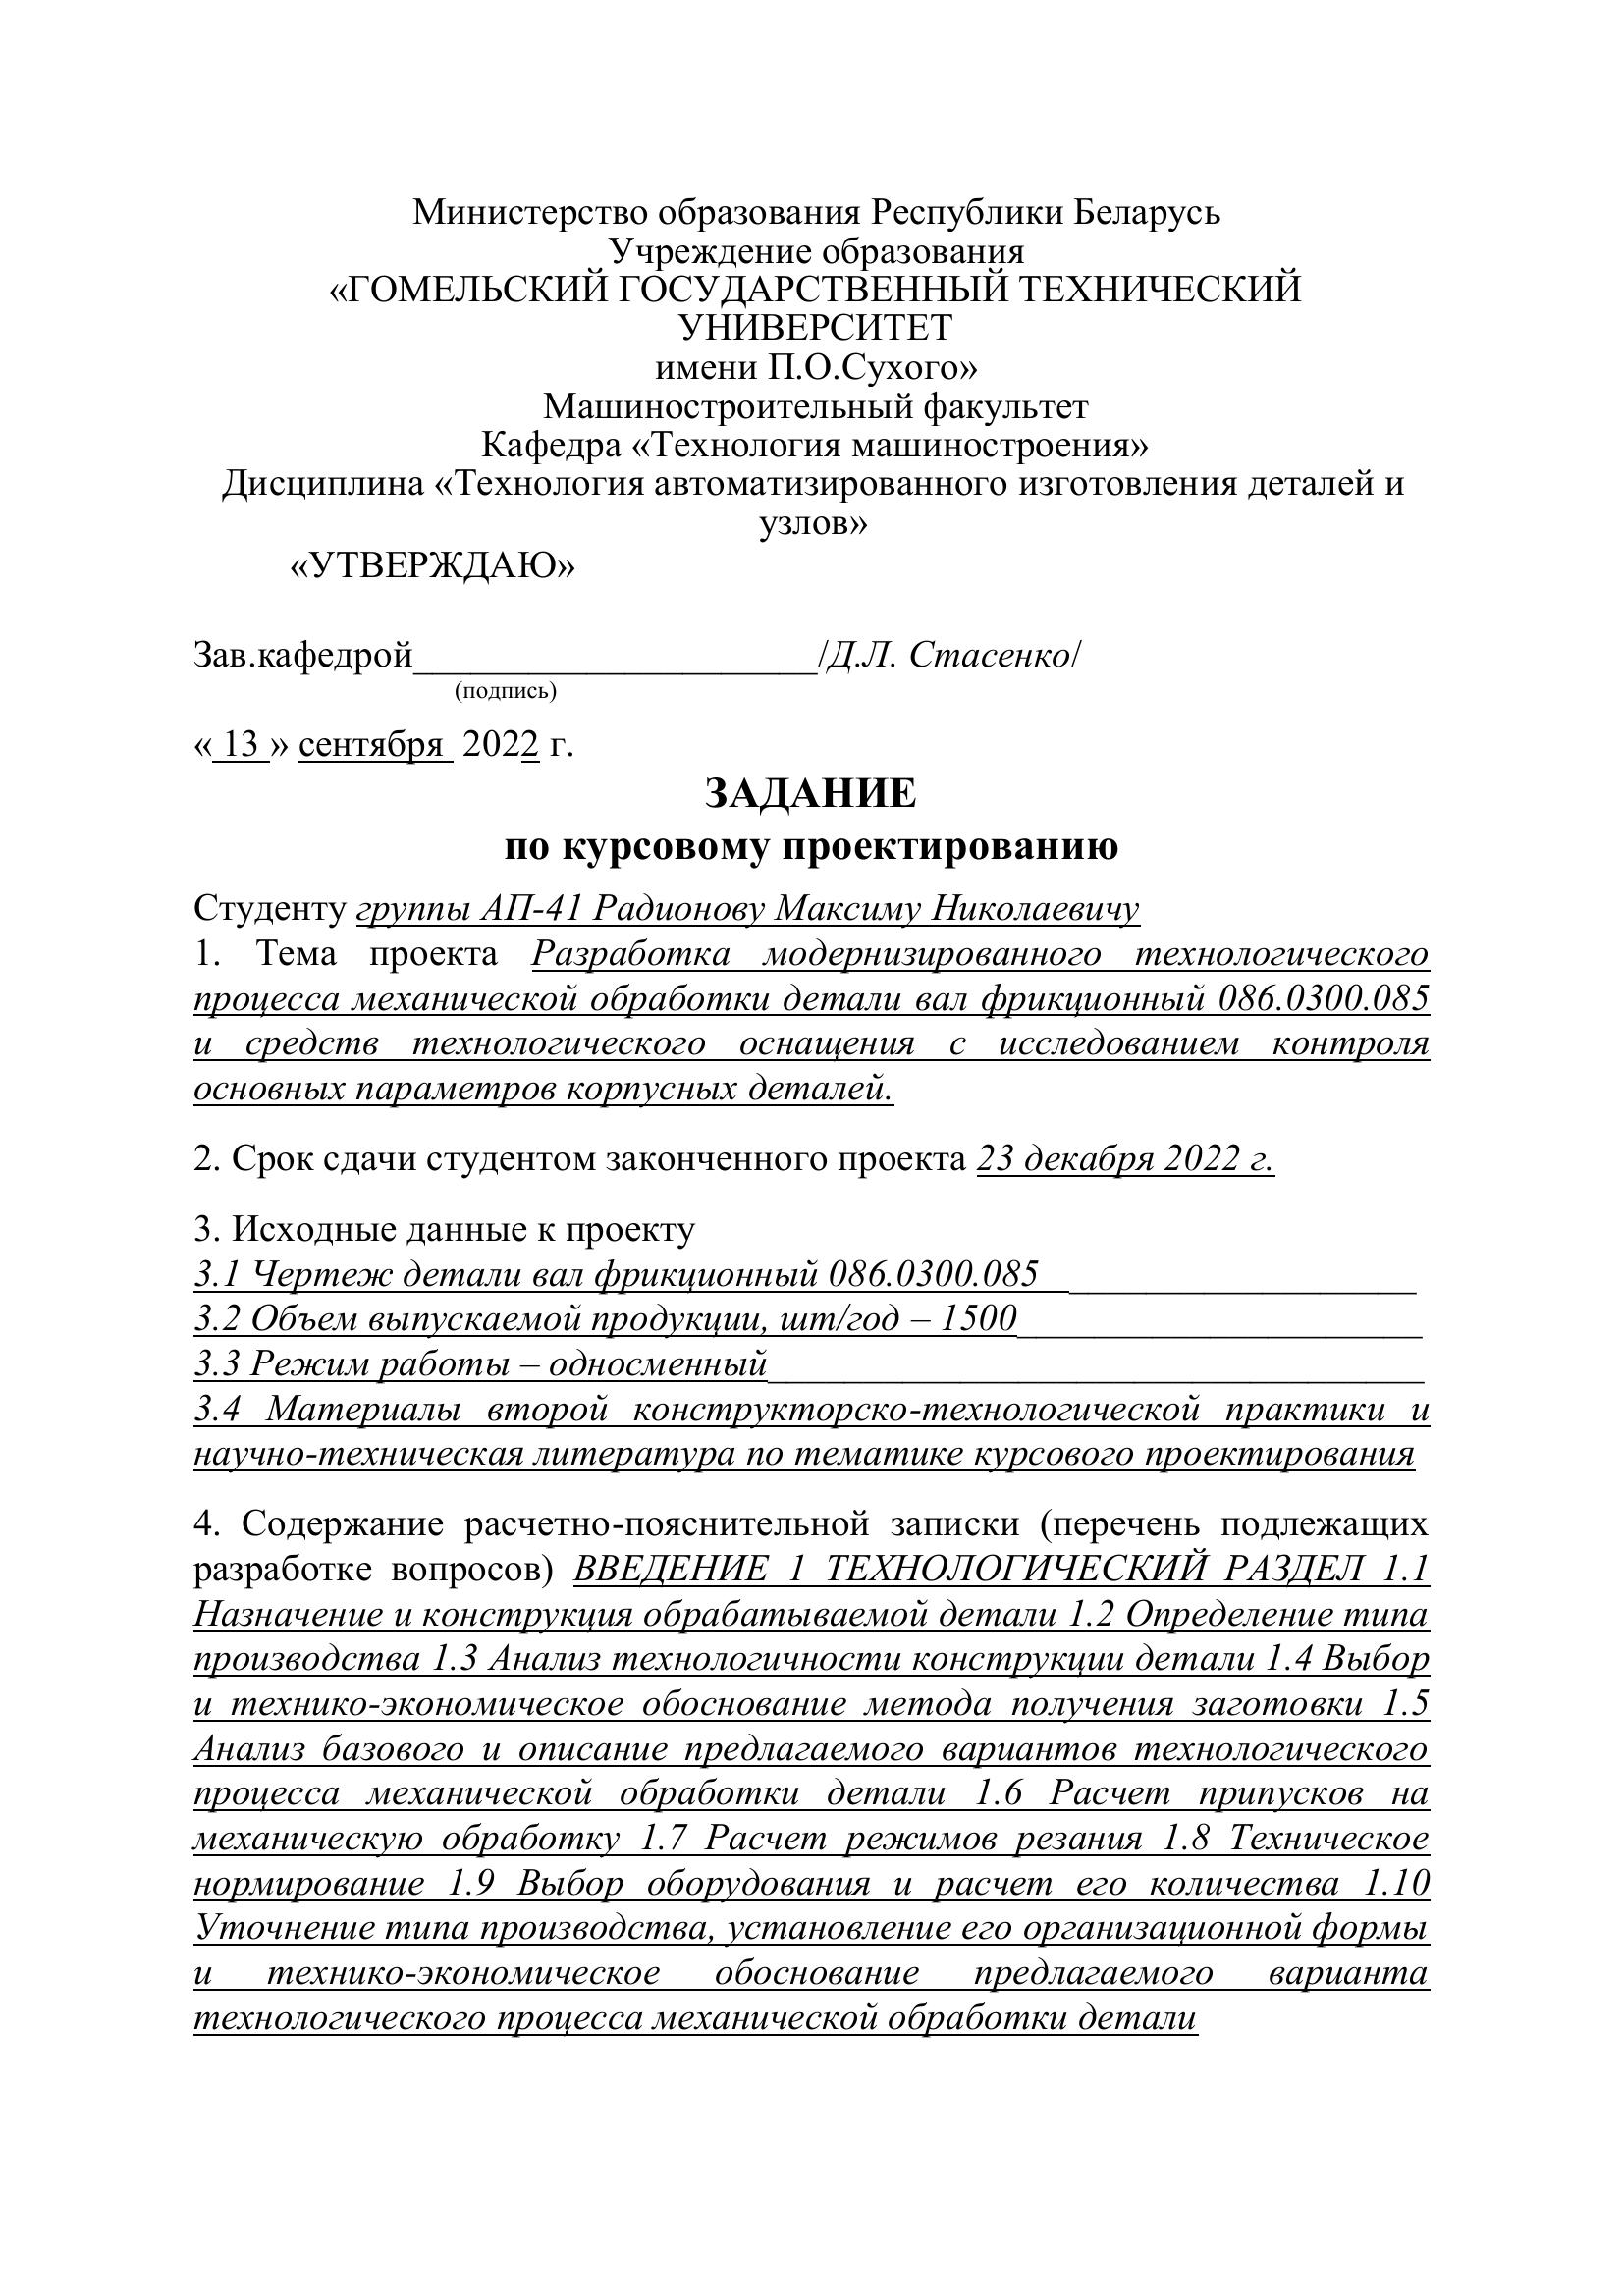 Министерство образования Республики Беларусь
Учреждение образования
«ГОМЕЛЬСКИЙ ГОСУДАРСТВЕННЫЙ ТЕХНИЧЕСКИЙ
УНИВЕРСИТЕТ
имени П.О.Сухого»
Машиностроительный факультет
Кафедра «Технология машиностроения»
Дисциплина «Технология автоматизированного изготовления деталей и
узлов»
«УТВЕРЖДАЮ»
Зав.кафедрой_____________________/Д.Л. Стасенко/
(подпись)
« 13 » сентября 2022 г.
ЗАДАНИЕ
по курсовому проектированию
Студенту группы АП-41 Радионову Максиму Николаевичу
1. Тема проекта Разработка модернизированного технологического
процесса механической обработки детали вал фрикционный 086.0300.085
и средств технологического оснащения с исследованием контроля
основных параметров корпусных деталей.
2. Срок сдачи студентом законченного проекта 23 декабря 2022 г.
3. Исходные данные к проекту
3.1 Чертеж детали вал фрикционный 086.0300.085__________________
3.2 Объем выпускаемой продукции, шт/год – 1500_____________________
3.3 Режим работы – односменный__________________________________
3.4 Материалы второй конструкторско-технологической практики и
научно-техническая литература по тематике курсового проектирования
4. Содержание расчетно-пояснительной записки (перечень подлежащих
разработке вопросов) ВВЕДЕНИЕ 1 ТЕХНОЛОГИЧЕСКИЙ РАЗДЕЛ 1.1
Назначение и конструкция обрабатываемой детали 1.2 Определение типа
производства 1.3 Анализ технологичности конструкции детали 1.4 Выбор
и технико-экономическое обоснование метода получения заготовки 1.5
Анализ базового и описание предлагаемого вариантов технологического
процесса механической обработки детали 1.6 Расчет припусков на
механическую обработку 1.7 Расчет режимов резания 1.8 Техническое
нормирование 1.9 Выбор оборудования и расчет его количества 1.10
Уточнение типа производства, установление его организационной формы
и технико-экономическое обоснование предлагаемого варианта
технологического процесса механической обработки детали